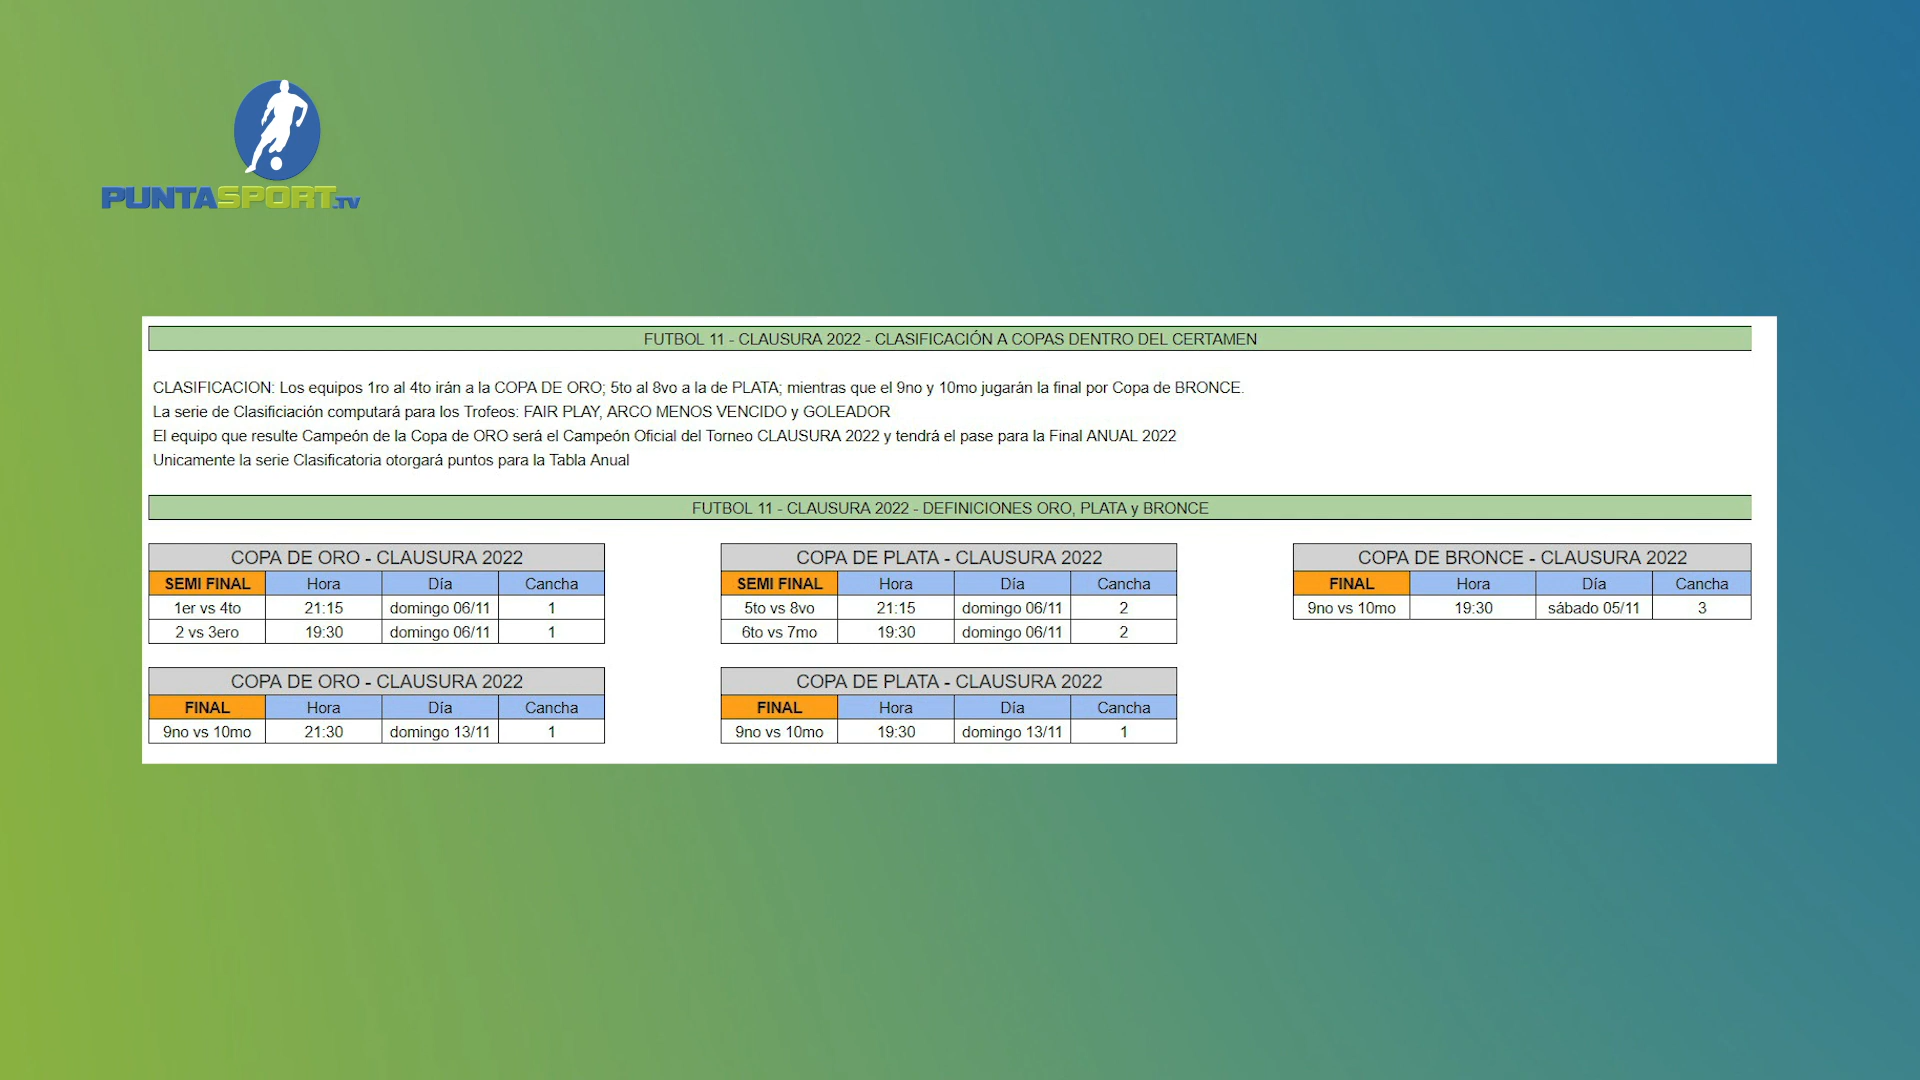 PUNTASPORT.TV
FUTBOL 11 - CLAUSURA 2022 - CLASIFICACIÓN A COPAS DENTRO DEL CERTAMEN
CLASIFICACION: Los equipos 1ro al 4to irán a la COPA DE ORO; 5to al 8vo a la de PLATA; mientras que el 9no y 10mo jugarán la final por Copa de BRONCE.
La serie de Clasificiación computará para los Trofeos: FAIR PLAY, ARCO MENOS VENCIDO y GOLEADOR
El equipo que resulte Campeón de la Copa de ORO será el Campeón Oficial del Torneo CLAUSURA 2022 y tendrá el pase para la Final ANUAL 2022
Unicamente la serie Clasificatoria otorgará puntos para la Tabla Anual
FUTBOL 11 - CLAUSURA 2022 - DEFINICIONES ORO, PLATA y BRONCE
COPA DE ORO - CLAUSURA 2022
SEMI FINAL Hora Día Cancha
1er vs 4to 21:15 domingo 06/11 1
2 vs 3ero 19:30 domingo 06/11 1
COPA DE PLATA - CLAUSURA 2022
SEMI FINAL Hora Día Cancha
5to vs 8vo 21:15 domingo 06/11 2
6to vs 7mo 19:30 domingo 06/11 2
COPA DE BRONCE - CLAUSURA 2022
FINAL Hora Día Cancha
9no vs 10mo 19:30 sábado 05/11 3
COPA DE ORO - CLAUSURA 2022
FINAL Hora Día Cancha
9no vs 10mo 21:30 domingo 13/11 1
COPA DE PLATA - CLAUSURA 2022
FINAL Hora Día Cancha
9no vs 10mo 19:30 domingo 13/11 1